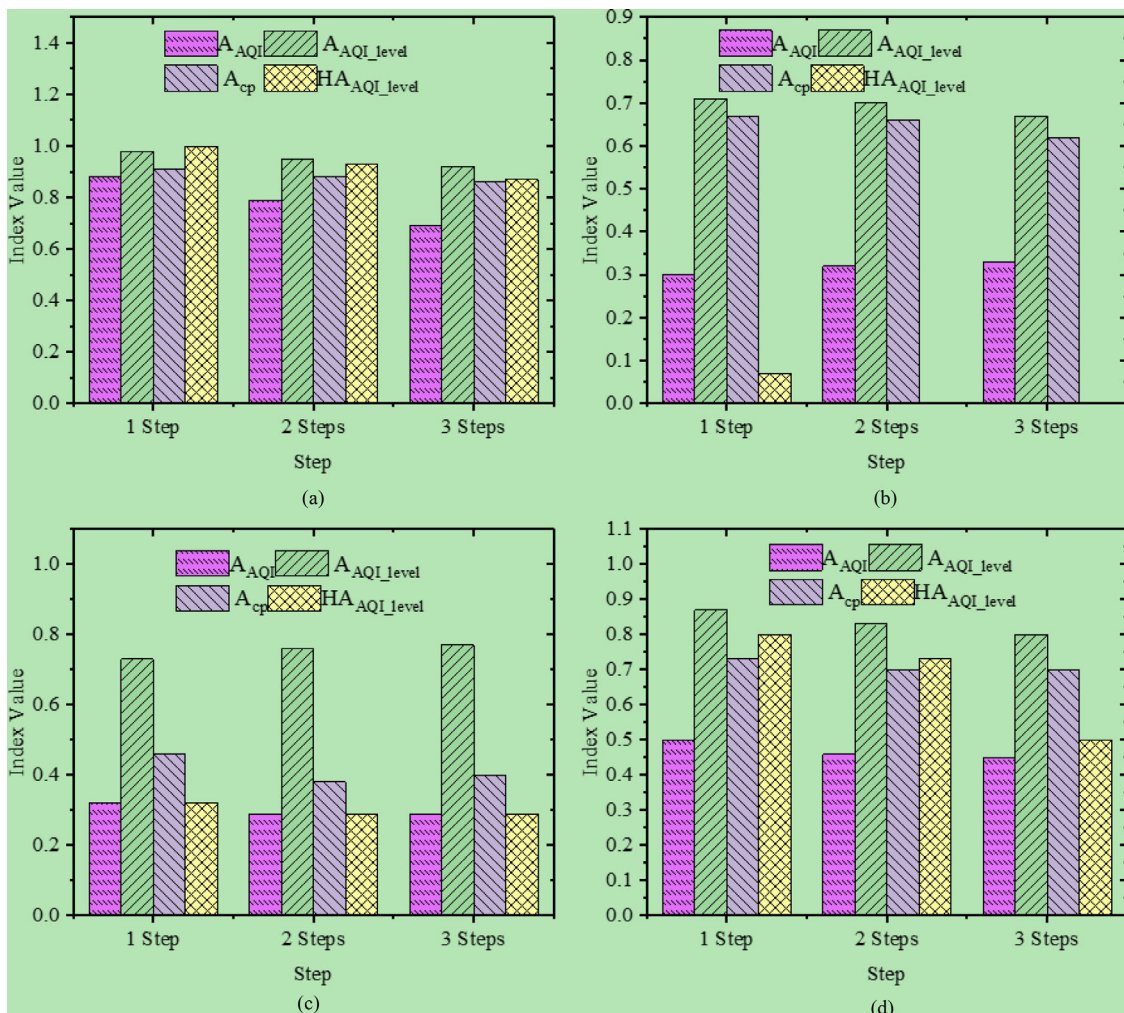 1.4
1.2
1.0
0.8
0.6
0.4
0.2
0.0
Index Value
A_AQI A_AQI_level
A_cp HA_AQI_level
1 Step 2 Steps 3 Steps
Step
(a)
0.9
0.8
0.7
0.6
0.5
0.4
0.3
0.2
0.1
0.0
Index Value
A_AQI A_AQI_level
A_cp HA_AQI_level
1 Step 2 Steps 3 Steps
Step
(b)
1.0
0.8
0.6
0.4
0.2
0.0
Index Value
A_AQI A_AQI_level
A_cp HA_AQI_level
1 Step 2 Steps 3 Steps
Step
(c)
1.1
1.0
0.9
0.8
0.7
0.6
0.5
0.4
0.3
0.2
0.1
0.0
Index Value
A_AQI A_AQI_level
A_cp HA_AQI_level
1 Step 2 Steps 3 Steps
Step
(d)